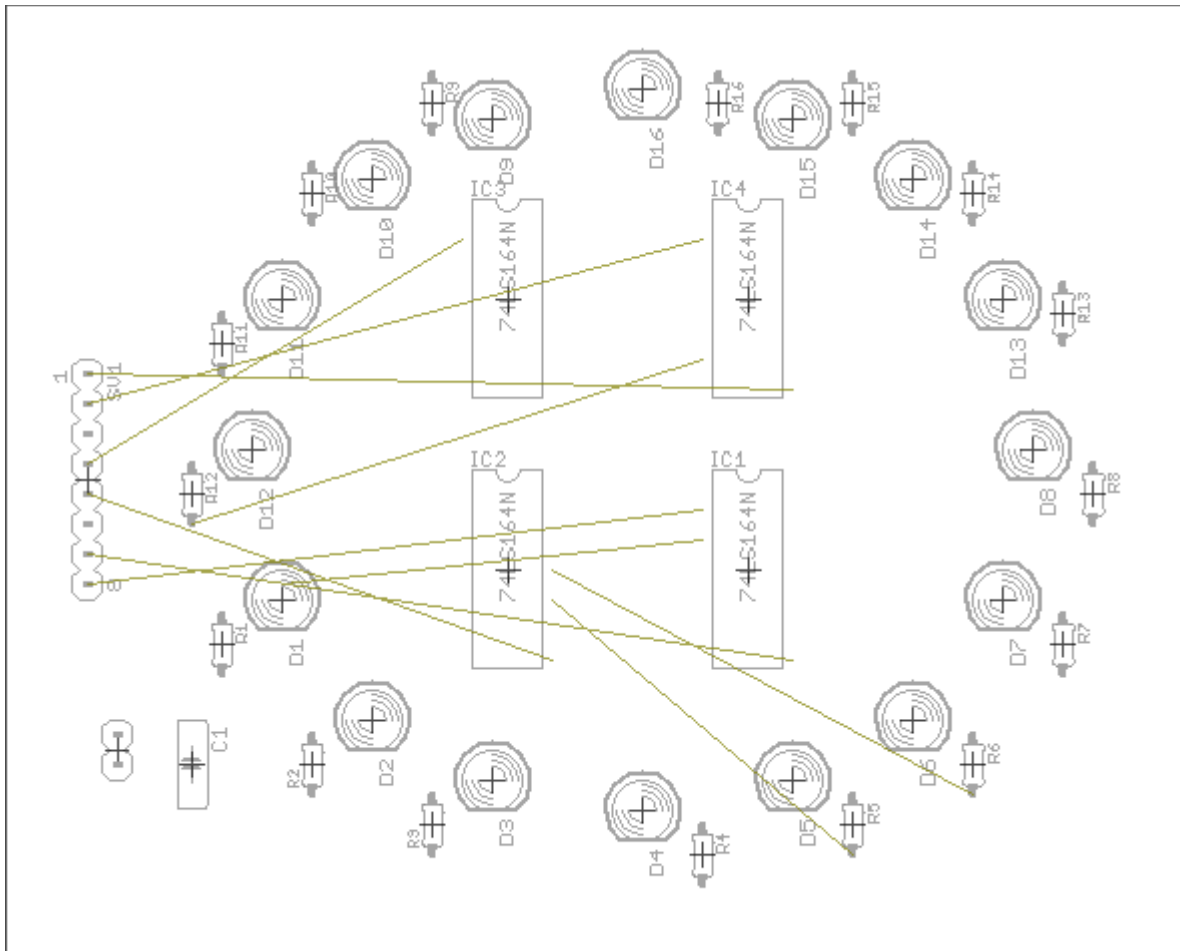 R9
R16
R15
D16
D9
D15
R10
IC3
IC4
R14
D10
D14
74LS164N
74LS164N
R11
D11
R13
D13
1
SV1
IC2
IC1
R12
D12
D8
R8
74LS164N
74LS164N
8
R1
D1
D7
R7
C1
R2
D2
D6
R6
R3
D3
D4
R4
D5
R5